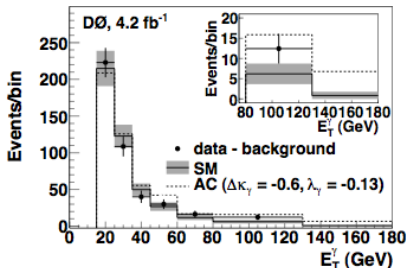 DØ, 4.2 fb⁻¹
Events/bin
250
200
150
100
50
0
0 20 40 60 80 100 120 140 160 180
E_T^γ (GeV)
Events/bin
20
15
10
5
0
80 100 120 140 160 180
E_T^γ (GeV)
data - background
SM
AC (Δκ_γ = -0.6, λ_γ = -0.13)